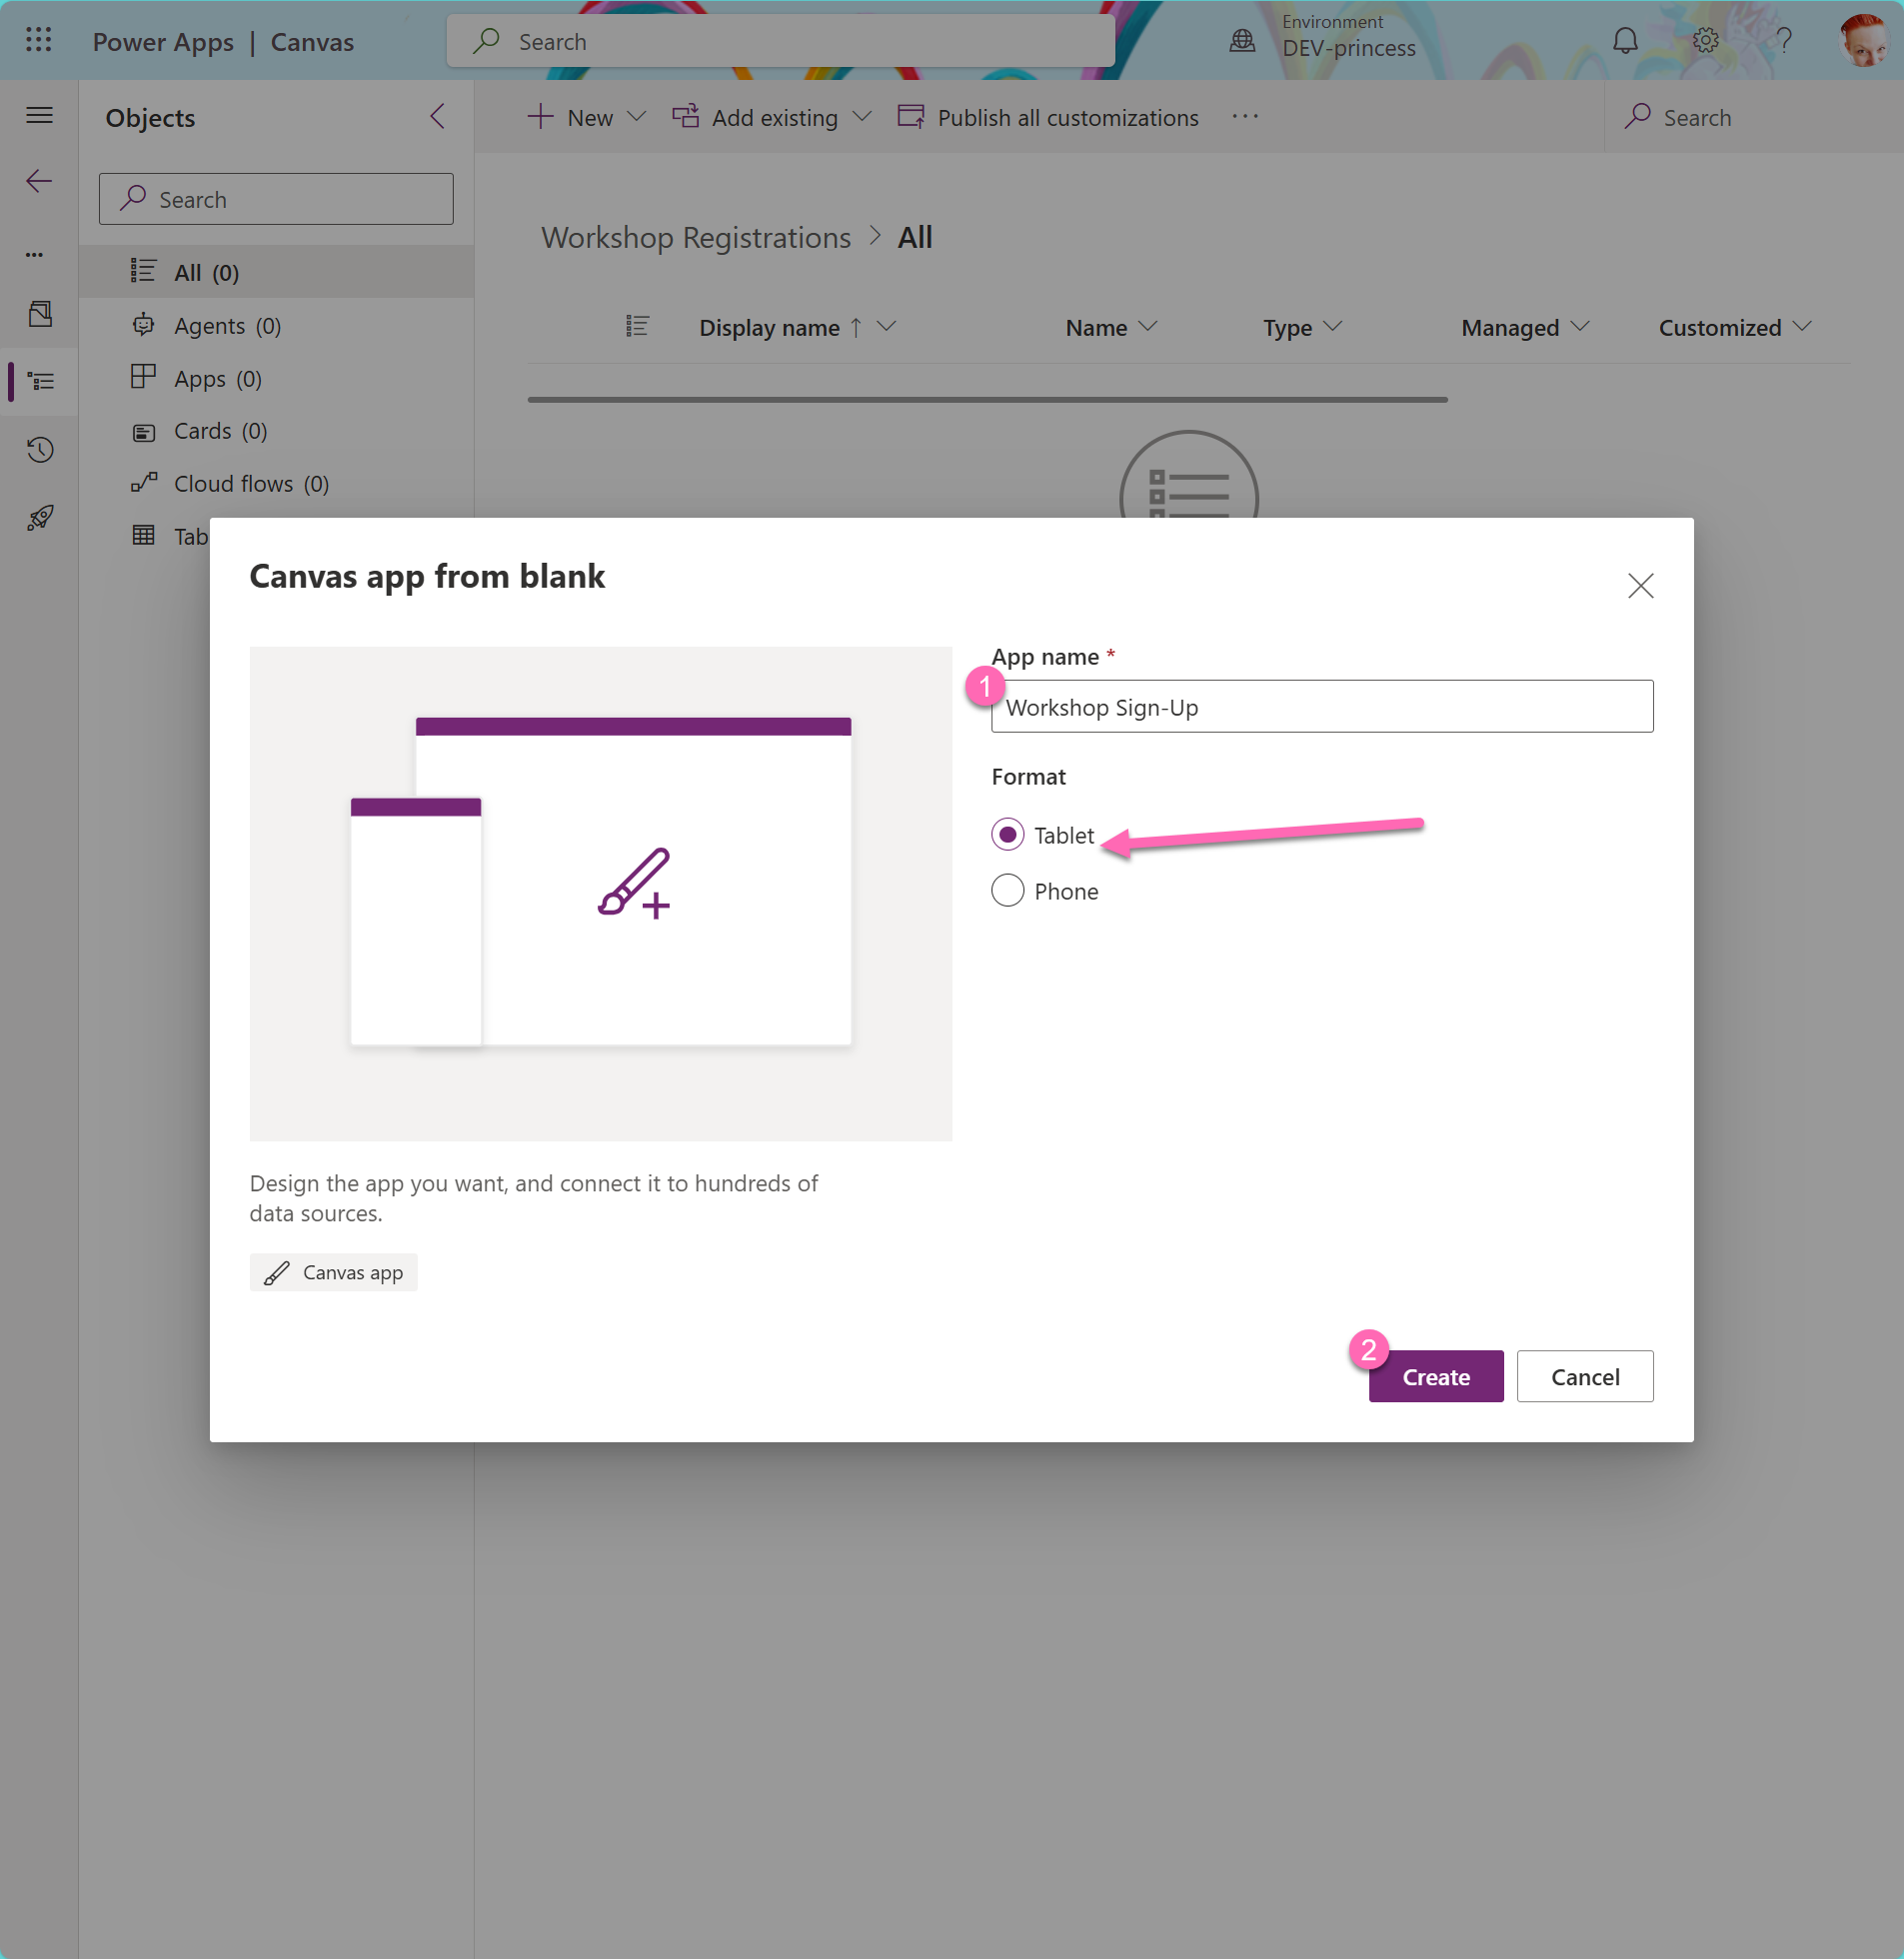 Power Apps | Canvas
Search
Environment
DEV-princess
Objects
New
Add existing
Publish all customizations
Search
Search
Workshop Registrations > All
All (0)
Agents (0)
Apps (0)
Cards (0)
Cloud flows (0)
Tab
Display name
Name
Type
Managed
Customized
Canvas app from blank
App name *
1
Workshop Sign-Up
Format
Tablet
Phone
Design the app you want, and connect it to hundreds of
data sources.
Canvas app
2
Create
Cancel